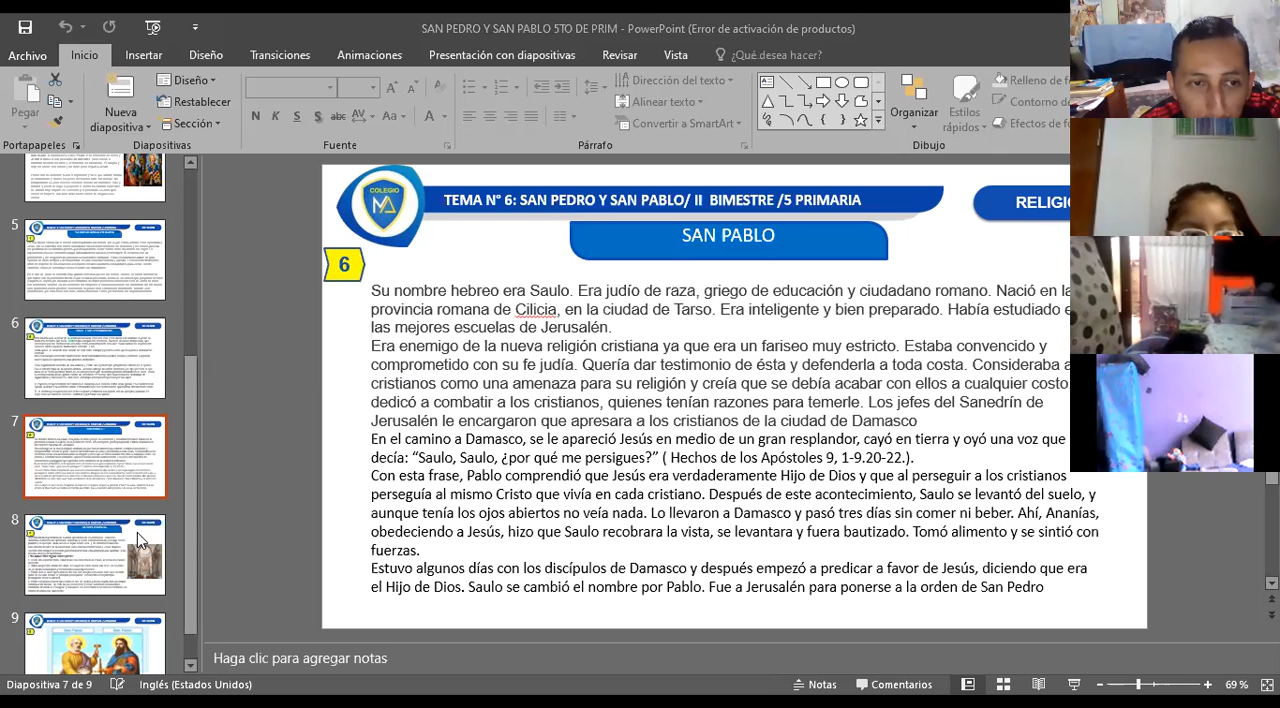 SAN PEDRO Y SAN PABLO 5TO DE PRIM - PowerPoint (Error de activación de productos)
Archivo Inicio Insertar Diseño Transiciones Animaciones Presentación con diapositivas Revisar Vista ¿Qué desea hacer?
Pegar
Nueva diapositiva
Diseño
Restablecer
Sección
N K S S abc AV Aa A
Dirección del texto
Alinear texto
Convertir a SmartArt
Organizar
Estilos rápidos
Relleno de
Contorno de
Efectos de
Portapapeles Diapositivas Fuente Párrafo Dibujo
5
6
7
8
9
COLEGIO
MA
TEMA N° 6: SAN PEDRO Y SAN PABLO/ II BIMESTRE /5 PRIMARIA
RELIGIO
SAN PABLO
6
Su nombre hebreo era Saulo. Era judío de raza, griego de educación y ciudadano romano. Nació en la
provincia romana de Cilicia, en la ciudad de Tarso. Era inteligente y bien preparado. Había estudiado e
las mejores escuelas de Jerusalén.
Era enemigo de la nueva religión cristiana ya que era un fariseo muy estricto. Estaba convencido y
comprometido con su fe judía. Quería dar testimonio de ésta y defenderla a toda costa. Consideraba a
cristianos como una amenaza para su religión y creía que se debía acabar con ellos a cualquier costo.
dedicó a combatir a los cristianos, quienes tenían razones para temerle. Los jefes del Sanedrín de
Jerusalén le encargaron que apresara a los cristianos de la ciudad de Damasco
En el camino a Damasco, se le apareció Jesús en medio de un gran resplandor, cayó en tierra y oyó una voz que le
decía: “Saulo, Saulo ¿por qué me persigues?” ( Hechos de los Apóstoles 9, 1-9.20-22.).
Con esta frase, Pablo comprendió que Jesús era verdaderamente Hijo de Dios y que al perseguir a los cristianos
perseguía al mismo Cristo que vivía en cada cristiano. Después de este acontecimiento, Saulo se levantó del suelo, y
aunque tenía los ojos abiertos no veía nada. Lo llevaron a Damasco y pasó tres días sin comer ni beber. Ahí, Ananías,
obedeciendo a Jesús, hizo que Saulo recobrara la vista, se levantara y fuera bautizado. Tomó alimento y se sintió con
fuerzas.
Estuvo algunos días con los discípulos de Damasco y después empezó a predicar a favor de Jesús, diciendo que era
el Hijo de Dios. Saulo se cambió el nombre por Pablo. Fue a Jerusalén para ponerse a la orden de San Pedro
Haga clic para agregar notas
Diapositiva 7 de 9 Inglés (Estados Unidos) Notas Comentarios 69 %